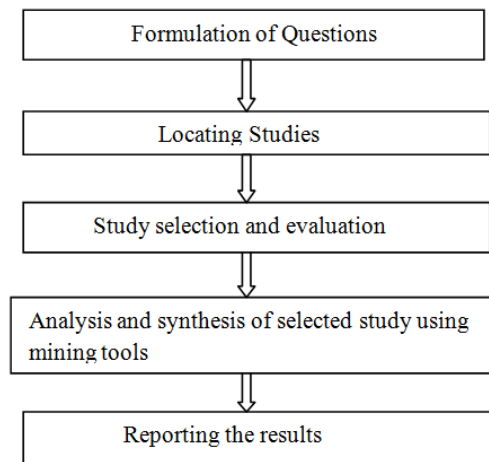 Formulation of Questions
Locating Studies
Study selection and evaluation
Analysis and synthesis of selected study using
mining tools
Reporting the results